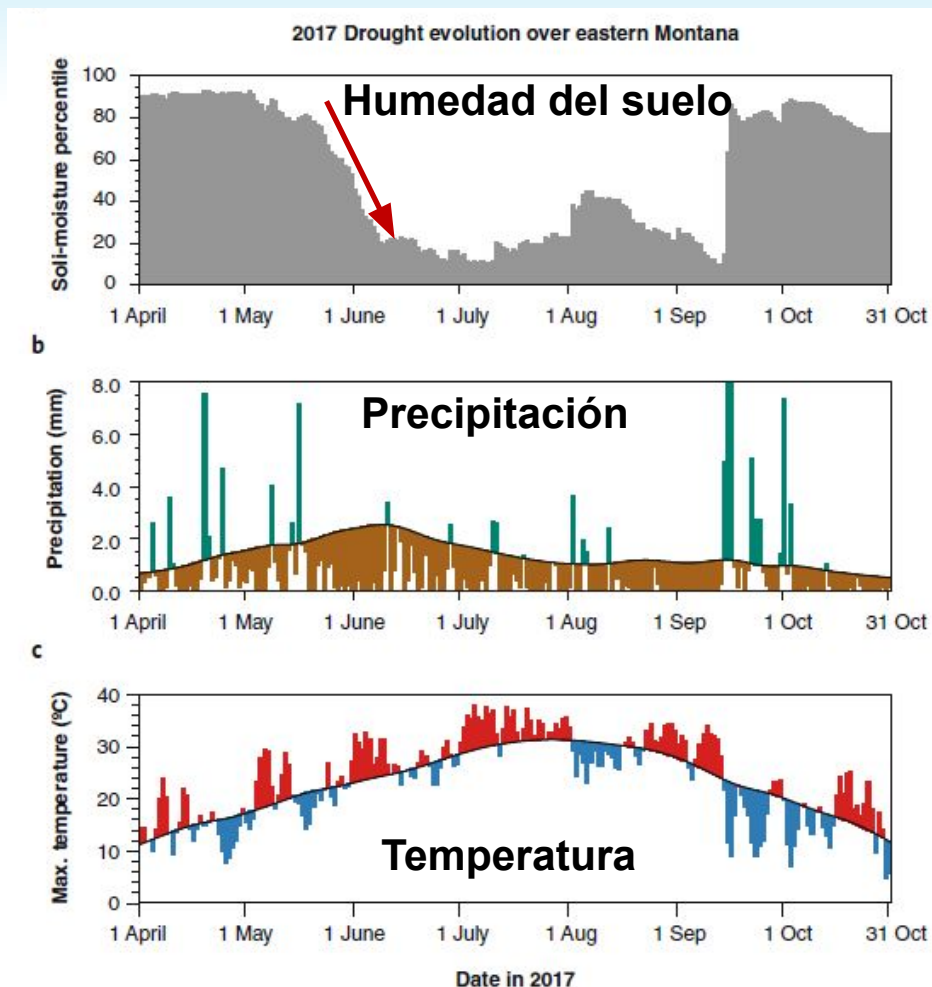 2017 Drought evolution over eastern Montana
Humedad del suelo
Soli-moisture percentile
100
80
60
40
20
0
1 April 1 May 1 June 1 July 1 Aug 1 Sep 1 Oct 31 Oct
b
Precipitación
Precipitation (mm)
8.0
6.0
4.0
2.0
0.0
1 April 1 May 1 June 1 July 1 Aug 1 Sep 1 Oct 31 Oct
c
Temperatura
Max. temperature (ºC)
40
30
20
10
0
1 April 1 May 1 June 1 July 1 Aug 1 Sep 1 Oct 31 Oct
Date in 2017